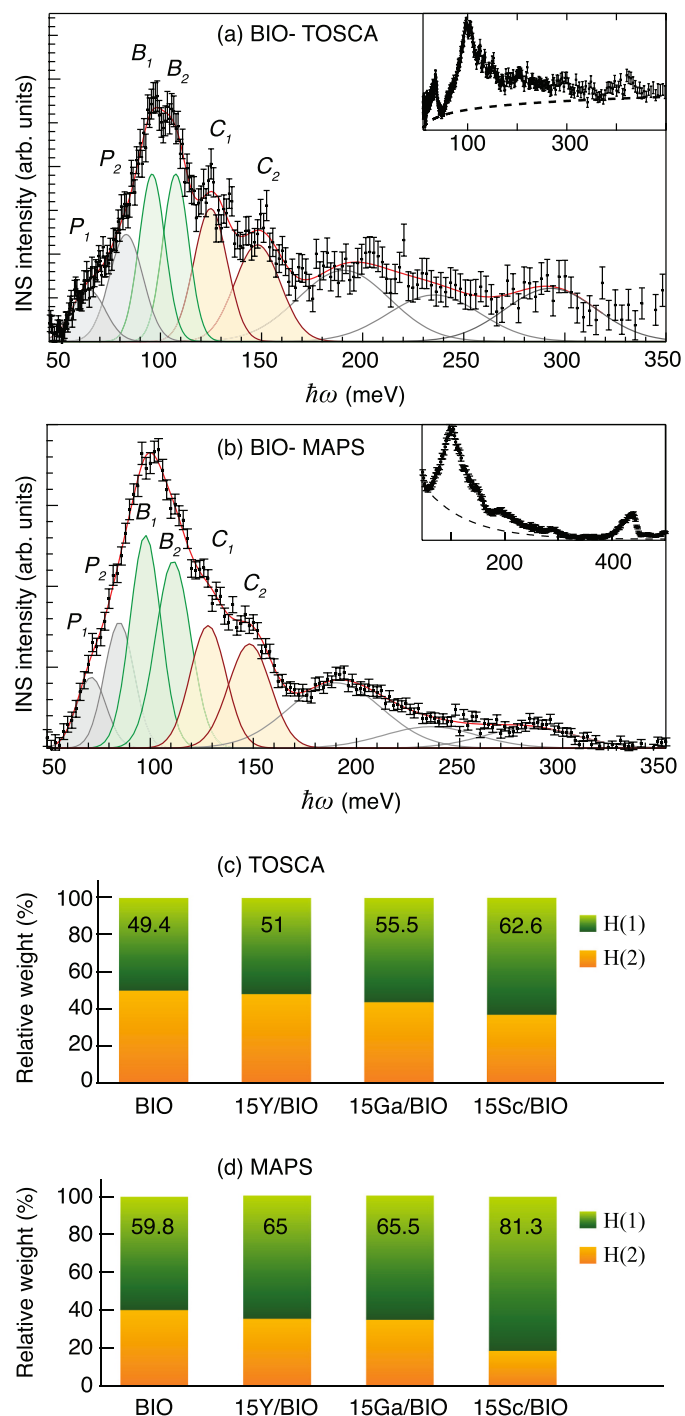 (a) BIO- TOSCA
B1
B2
C1
C2
P2
P1
INS intensity (arb. units)
100
300
50
100
150
200
250
300
350
ħω (meV)
(b) BIO- MAPS
B1
B2
C1
C2
P2
P1
INS intensity (arb. units)
200
400
50
100
150
200
250
300
350
ħω (meV)
(c) TOSCA
Relative weight (%)
100
80
60
40
20
0
49.4
51
55.5
62.6
H(1)
H(2)
BIO
15Y/BIO
15Ga/BIO
15Sc/BIO
(d) MAPS
Relative weight (%)
100
80
60
40
20
0
59.8
65
65.5
81.3
H(1)
H(2)
BIO
15Y/BIO
15Ga/BIO
15Sc/BIO